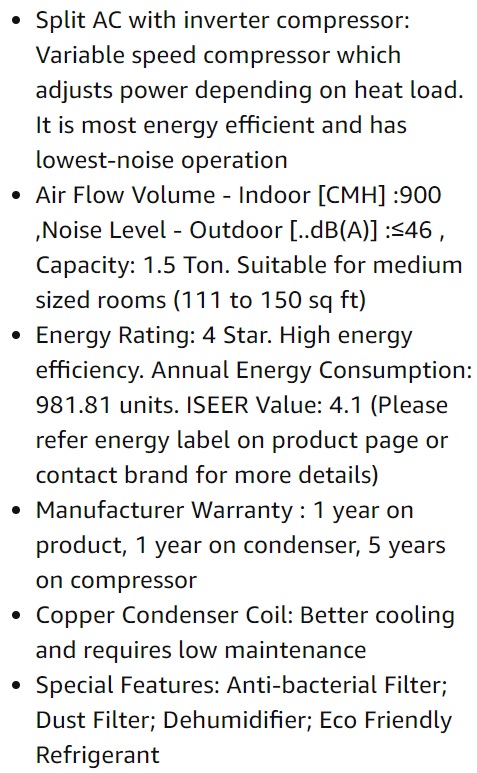 • Split AC with inverter compressor:
Variable speed compressor which
adjusts power depending on heat load.
It is most energy efficient and has
lowest-noise operation
• Air Flow Volume - Indoor [CMH] :900
,Noise Level - Outdoor [..dB(A)] :≤46 ,
Capacity: 1.5 Ton. Suitable for medium
sized rooms (111 to 150 sq ft)
• Energy Rating: 4 Star. High energy
efficiency. Annual Energy Consumption:
981.81 units. ISEER Value: 4.1 (Please
refer energy label on product page or
contact brand for more details)
• Manufacturer Warranty : 1 year on
product, 1 year on condenser, 5 years
on compressor
• Copper Condenser Coil: Better cooling
and requires low maintenance
• Special Features: Anti-bacterial Filter;
Dust Filter; Dehumidifier; Eco Friendly
Refrigerant